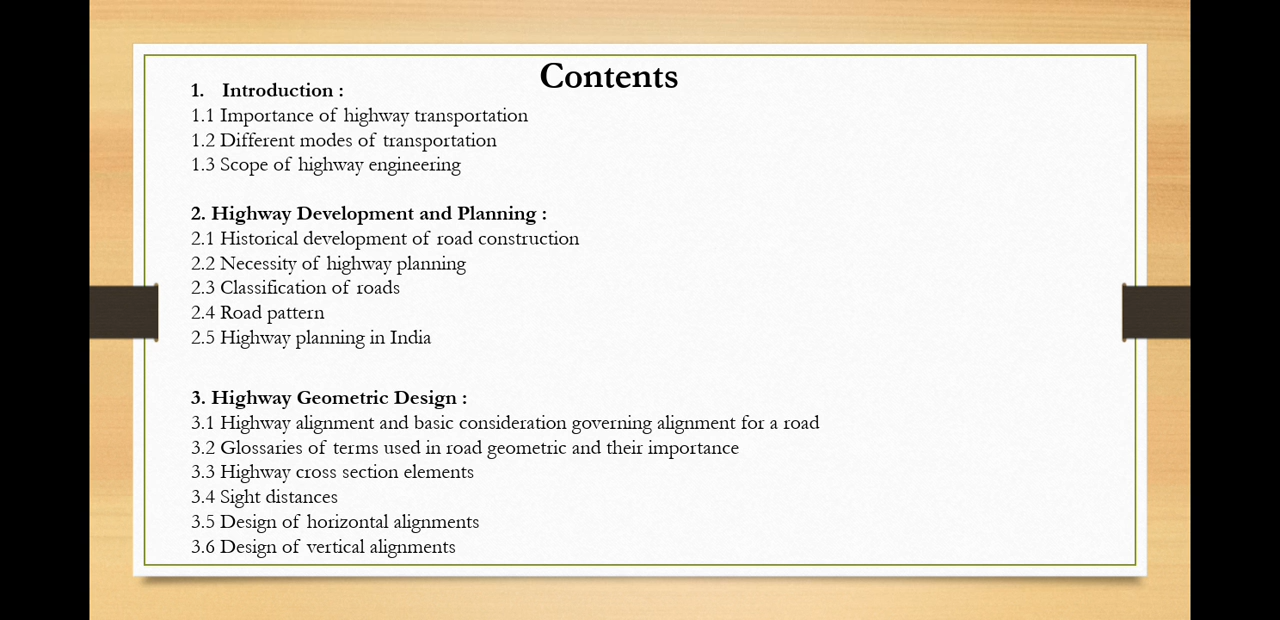 Contents
1. Introduction :
1.1 Importance of highway transportation
1.2 Different modes of transportation
1.3 Scope of highway engineering
2. Highway Development and Planning :
2.1 Historical development of road construction
2.2 Necessity of highway planning
2.3 Classification of roads
2.4 Road pattern
2.5 Highway planning in India
3. Highway Geometric Design :
3.1 Highway alignment and basic consideration governing alignment for a road
3.2 Glossaries of terms used in road geometric and their importance
3.3 Highway cross section elements
3.4 Sight distances
3.5 Design of horizontal alignments
3.6 Design of vertical alignments